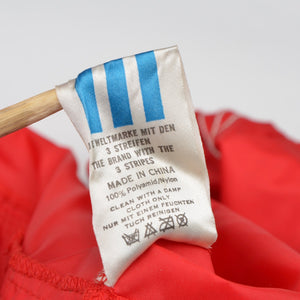 WELTMARKE MIT DEN
3 STREIFEN
THE BRAND WITH THE
3 STRIPES
MADE IN CHINA
100% Polyamid/Nylon
CLEAN WITH A DAMP
CLOTH ONLY
NUR MIT EINEM FEUCHTEN
TUCH REINIGEN